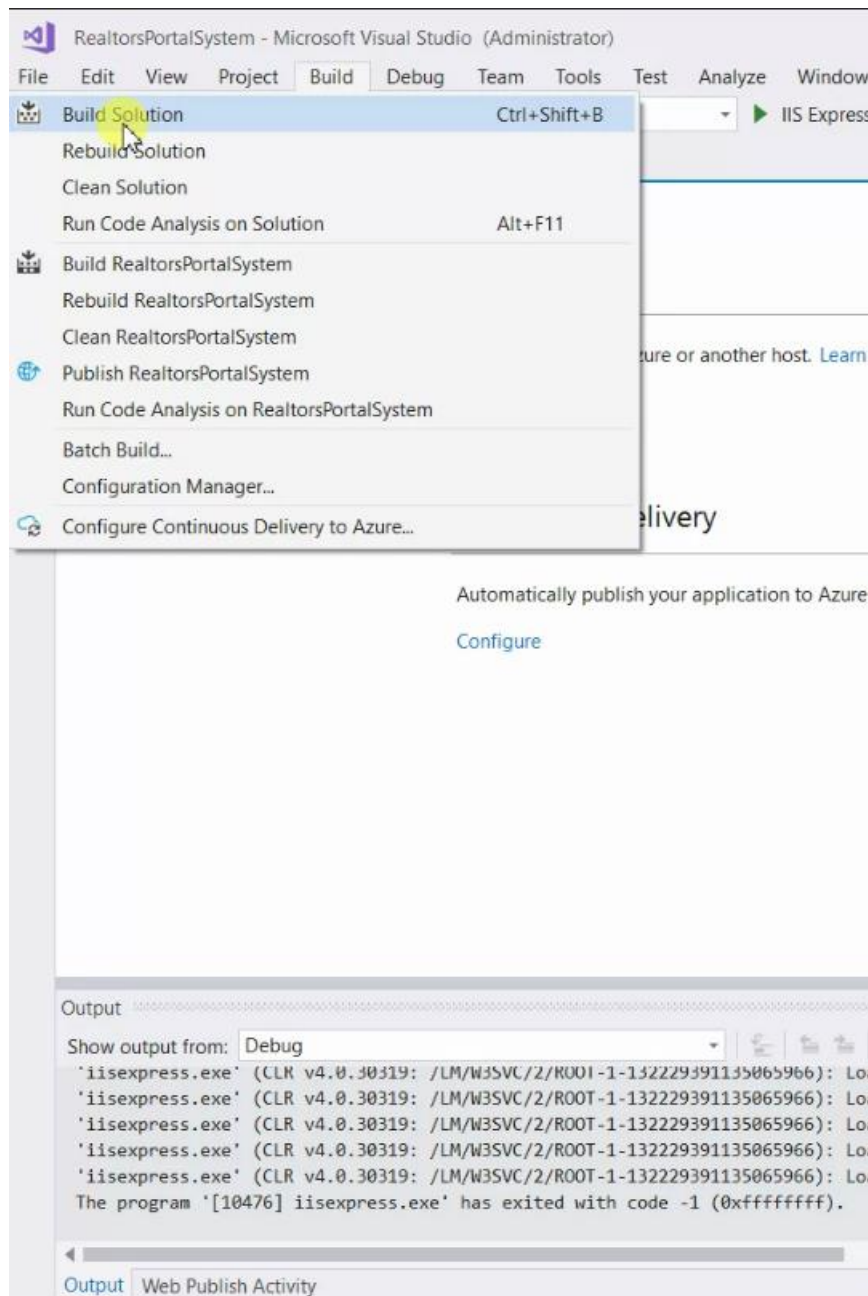 RealtorsPortalSystem - Microsoft Visual Studio (Administrator)
File Edit View Project Build Debug Team Tools Test Analyze Window
Build Solution Ctrl+Shift+B
IIS Express
Rebuild Solution
Clean Solution
Run Code Analysis on Solution Alt+F11
Build RealtorsPortalSystem
Rebuild RealtorsPortalSystem
Clean RealtorsPortalSystem
Publish RealtorsPortalSystem
Run Code Analysis on RealtorsPortalSystem
Batch Build...
Configuration Manager...
Configure Continuous Delivery to Azure...
zure or another host. Learn
elivery
Automatically publish your application to Azure
Configure
Output
Show output from: Debug
'iisexpress.exe' (CLR v4.0.30319: /LM/W3SVC/2/ROOT-1-132229391135065966): Loa
'iisexpress.exe' (CLR v4.0.30319: /LM/W3SVC/2/ROOT-1-132229391135065966): Loa
'iisexpress.exe' (CLR v4.0.30319: /LM/W3SVC/2/ROOT-1-132229391135065966): Loa
'iisexpress.exe' (CLR v4.0.30319: /LM/W3SVC/2/ROOT-1-132229391135065966): Loa
'iisexpress.exe' (CLR v4.0.30319: /LM/W3SVC/2/ROOT-1-132229391135065966): Loa
The program '[10476] iisexpress.exe' has exited with code -1 (0xffffffff).
Output Web Publish Activity